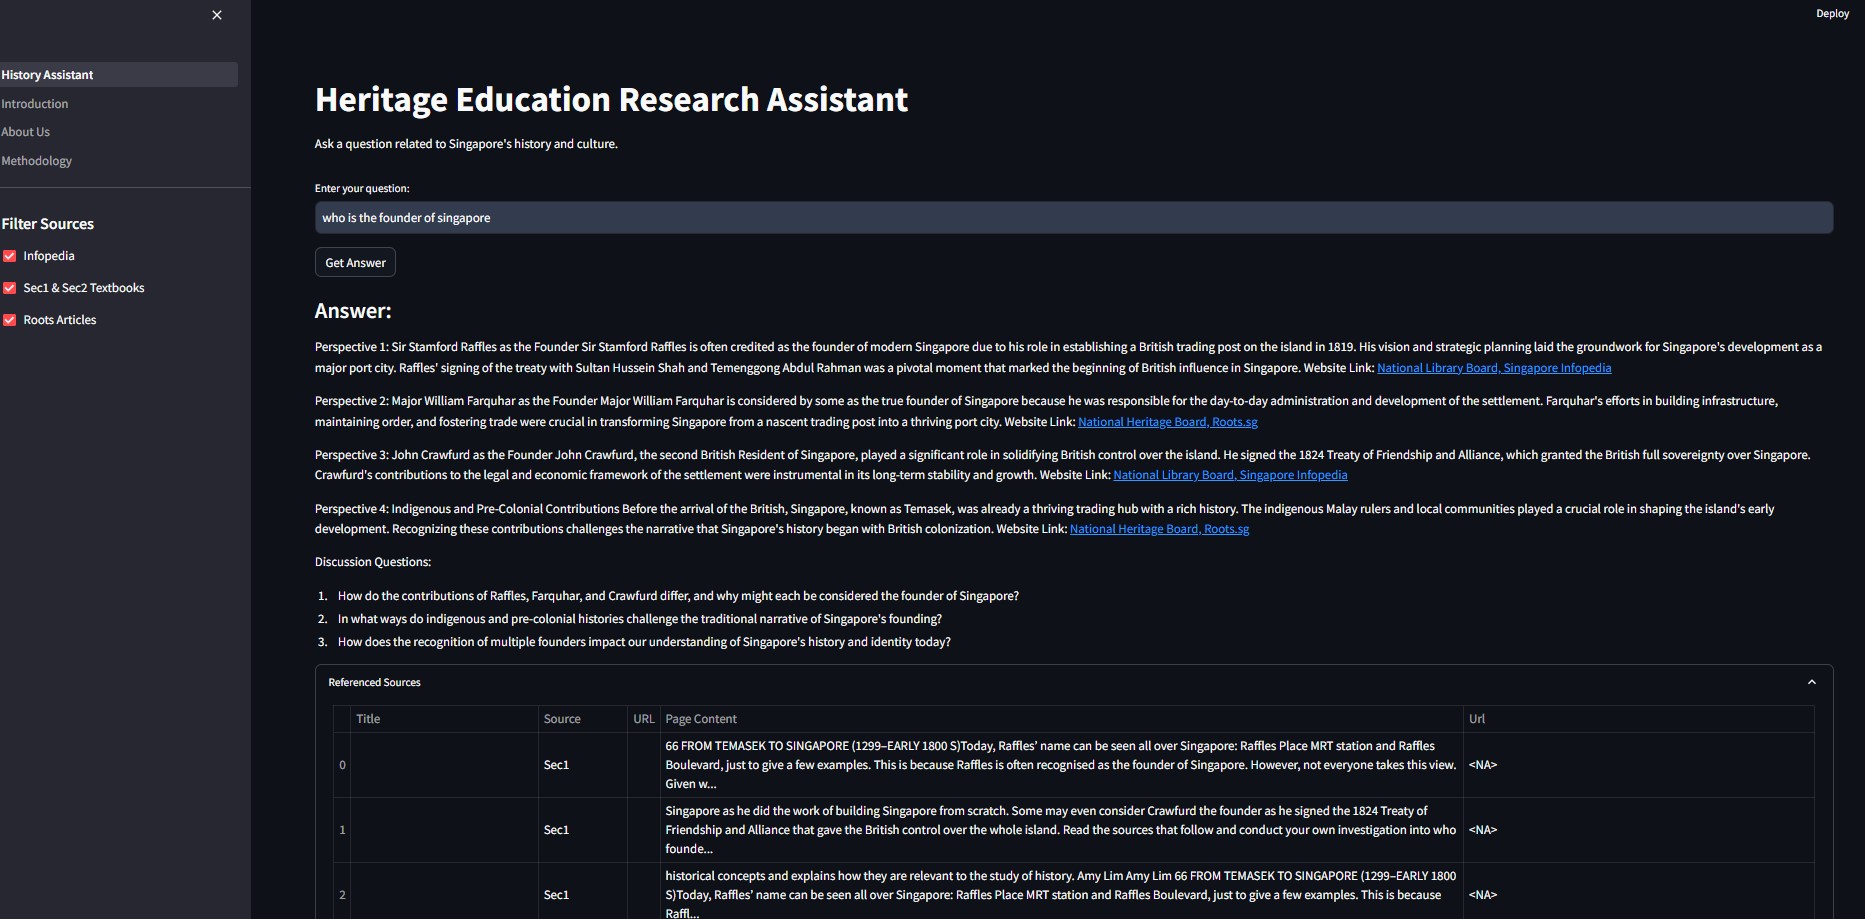 Deploy
History Assistant
Introduction
About Us
Methodology
Filter Sources
Infopedia
Sec1 & Sec2 Textbooks
Roots Articles
Heritage Education Research Assistant
Ask a question related to Singapore's history and culture.
Enter your question:
who is the founder of singapore
Get Answer
Answer:
Perspective 1: Sir Stamford Raffles as the Founder Sir Stamford Raffles is often credited as the founder of modern Singapore due to his role in establishing a British trading post on the island in 1819. His vision and strategic planning laid the groundwork for Singapore's development as a
major port city. Raffles' signing of the treaty with Sultan Hussein Shah and Temenggong Abdul Rahman was a pivotal moment that marked the beginning of British influence in Singapore. Website Link: National Library Board, Singapore Infopedia
Perspective 2: Major William Farquhar as the Founder Major William Farquhar is considered by some as the true founder of Singapore because he was responsible for the day-to-day administration and development of the settlement. Farquhar's efforts in building infrastructure,
maintaining order, and fostering trade were crucial in transforming Singapore from a nascent trading post into a thriving port city. Website Link: National Heritage Board, Roots.sg
Perspective 3: John Crawfurd as the Founder John Crawfurd, the second British Resident of Singapore, played a significant role in solidifying British control over the island. He signed the 1824 Treaty of Friendship and Alliance, which granted the British full sovereignty over Singapore.
Crawfurd's contributions to the legal and economic framework of the settlement were instrumental in its long-term stability and growth. Website Link: National Library Board, Singapore Infopedia
Perspective 4: Indigenous and Pre-Colonial Contributions Before the arrival of the British, Singapore, known as Temasek, was already a thriving trading hub with a rich history. The indigenous Malay rulers and local communities played a crucial role in shaping the island's early
development. Recognizing these contributions challenges the narrative that Singapore's history began with British colonization. Website Link: National Heritage Board, Roots.sg
Discussion Questions:
1. How do the contributions of Raffles, Farquhar, and Crawfurd differ, and why might each be considered the founder of Singapore?
2. In what ways do indigenous and pre-colonial histories challenge the traditional narrative of Singapore's founding?
3. How does the recognition of multiple founders impact our understanding of Singapore's history and identity today?
Referenced Sources
Title Source URL Page Content Url
66 FROM TEMASEK TO SINGAPORE (1299–EARLY 1800 S)Today, Raffles’ name can be seen all over Singapore: Raffles Place MRT station and Raffles
0 Sec1 Boulevard, just to give a few examples. This is because Raffles is often recognised as the founder of Singapore. However, not everyone takes this view. <NA>
Given w...
Singapore as he did the work of building Singapore from scratch. Some may even consider Crawfurd the founder as he signed the 1824 Treaty of
1 Sec1 Friendship and Alliance that gave the British control over the whole island. Read the sources that follow and conduct your own investigation into who <NA>
founde...
historical concepts and explains how they are relevant to the study of history. Amy Lim Amy Lim 66 FROM TEMASEK TO SINGAPORE (1299–EARLY 1800
2 Sec1 S)Today, Raffles’ name can be seen all over Singapore: Raffles Place MRT station and Raffles Boulevard, just to give a few examples. This is because <NA>
Raffl...